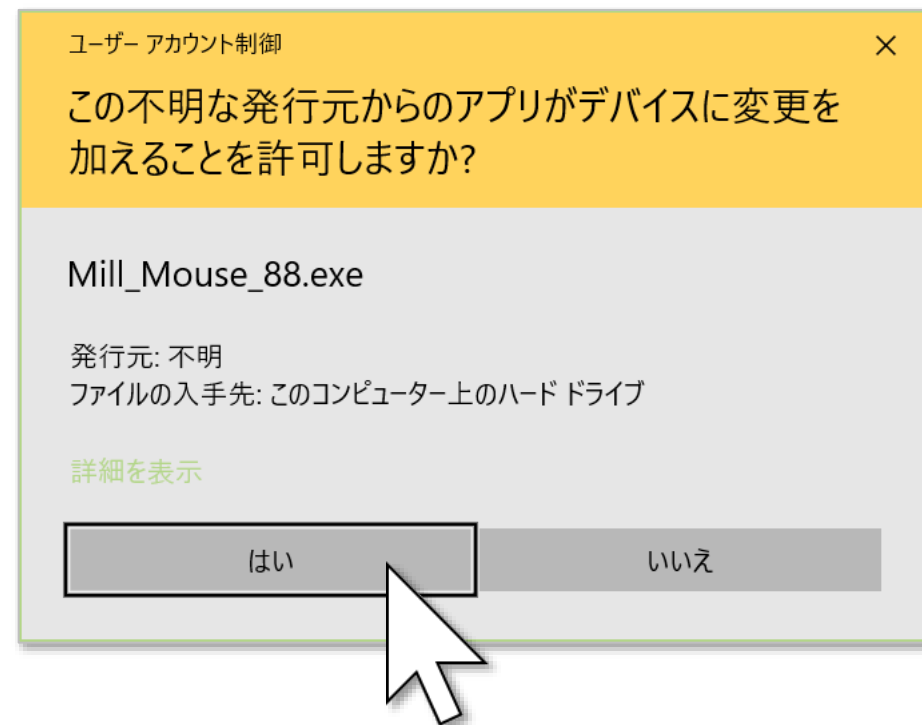 ユーザー アカウント制御
この不明な発行元からのアプリがデバイスに変更を
加えることを許可しますか?
Mill_Mouse_88.exe
発行元: 不明
ファイルの入手先: このコンピューター上のハード ドライブ
詳細を表示
はい
いいえ